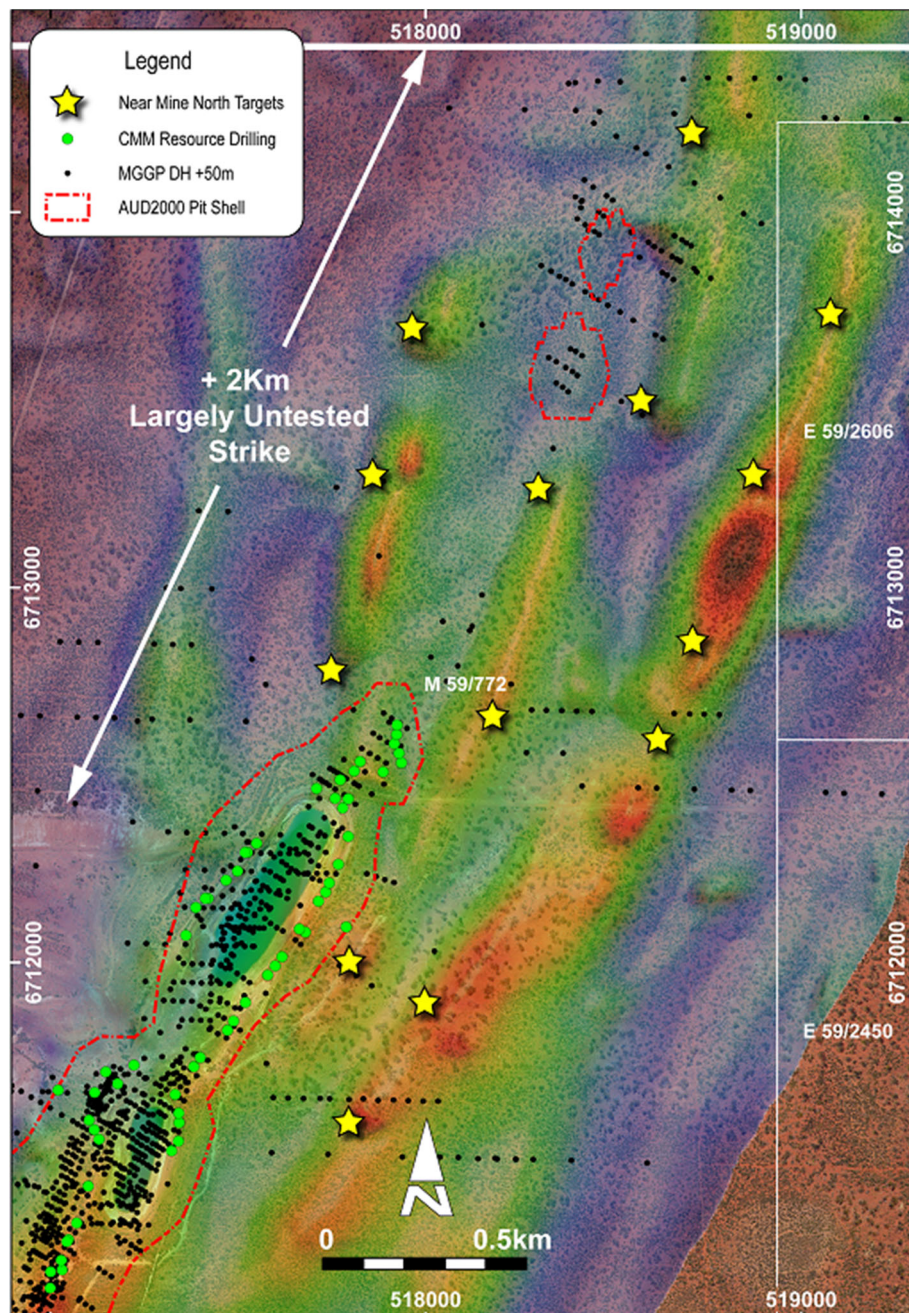 518000
519000
Legend
Near Mine North Targets
CMM Resource Drilling
MGGP DH +50m
AUD2000 Pit Shell
6714000
+ 2Km
Largely Untested
Strike
E 59/2606
6713000
6713000
M 59/772
6712000
6712000
E 59/2450
N
0 0.5km
518000
519000